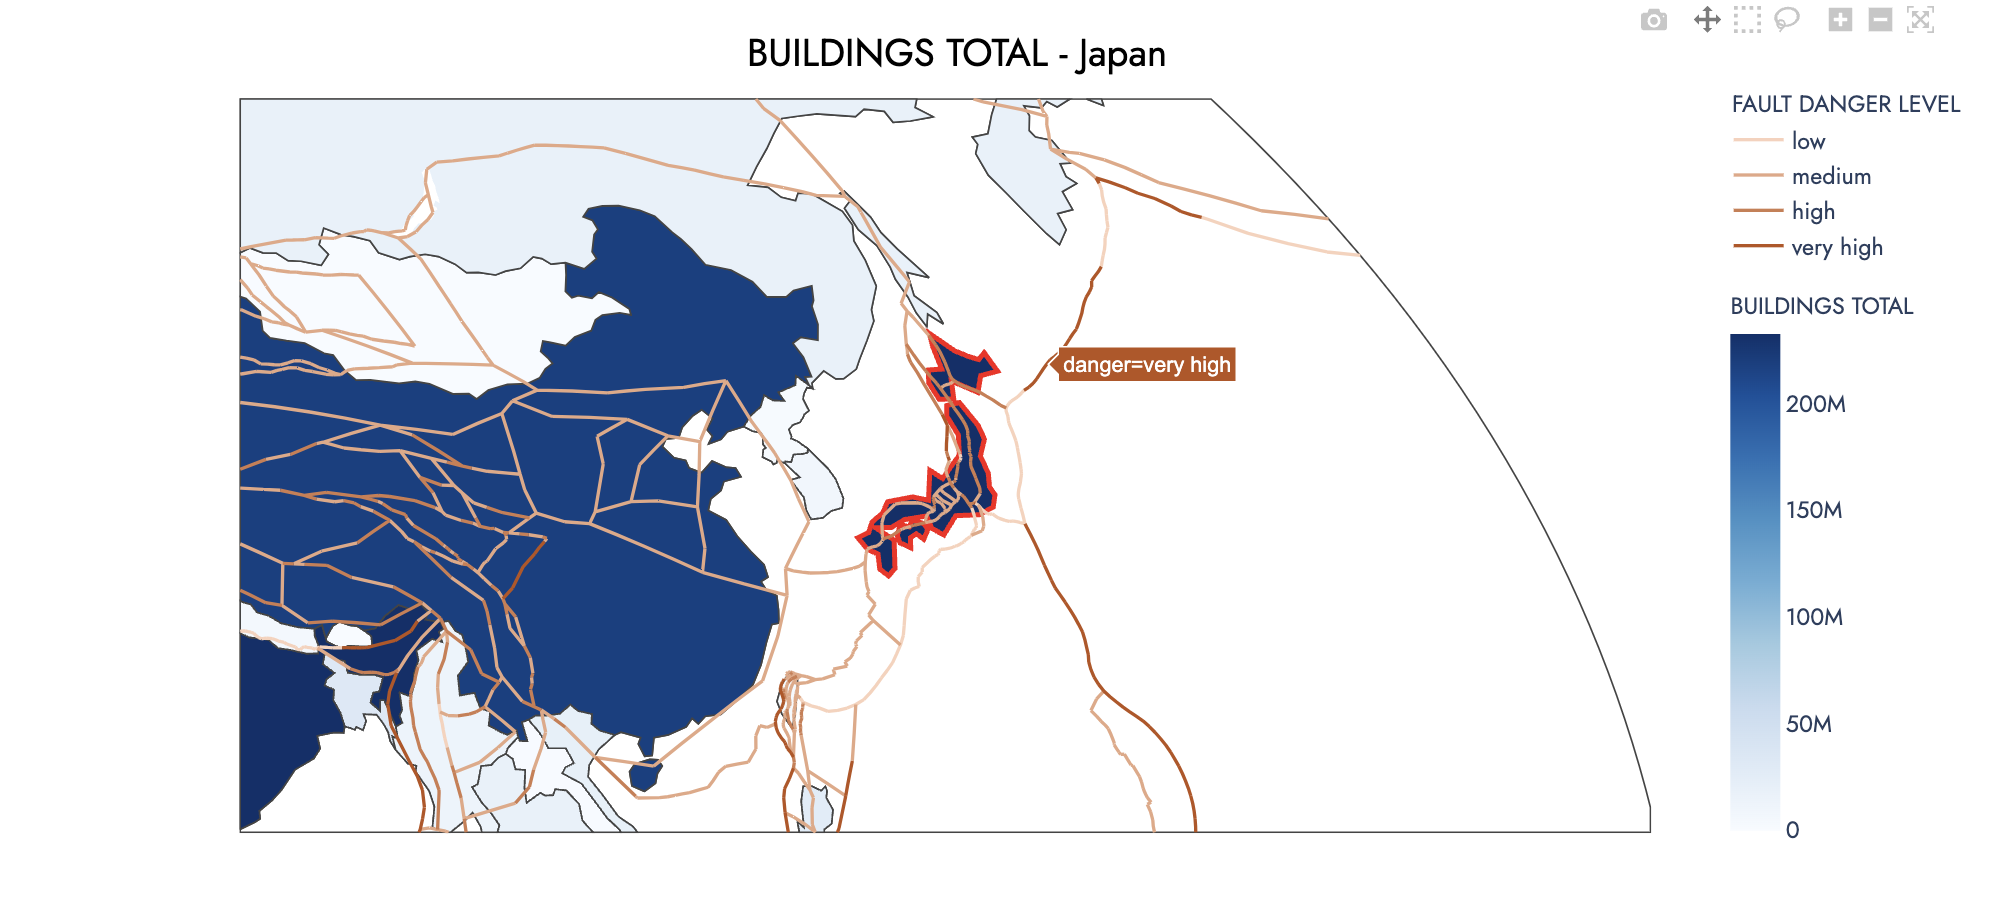 BUILDINGS TOTAL - Japan
FAULT DANGER LEVEL
low
medium
high
very high
danger=very high
BUILDINGS TOTAL
200M
150M
100M
50M
0